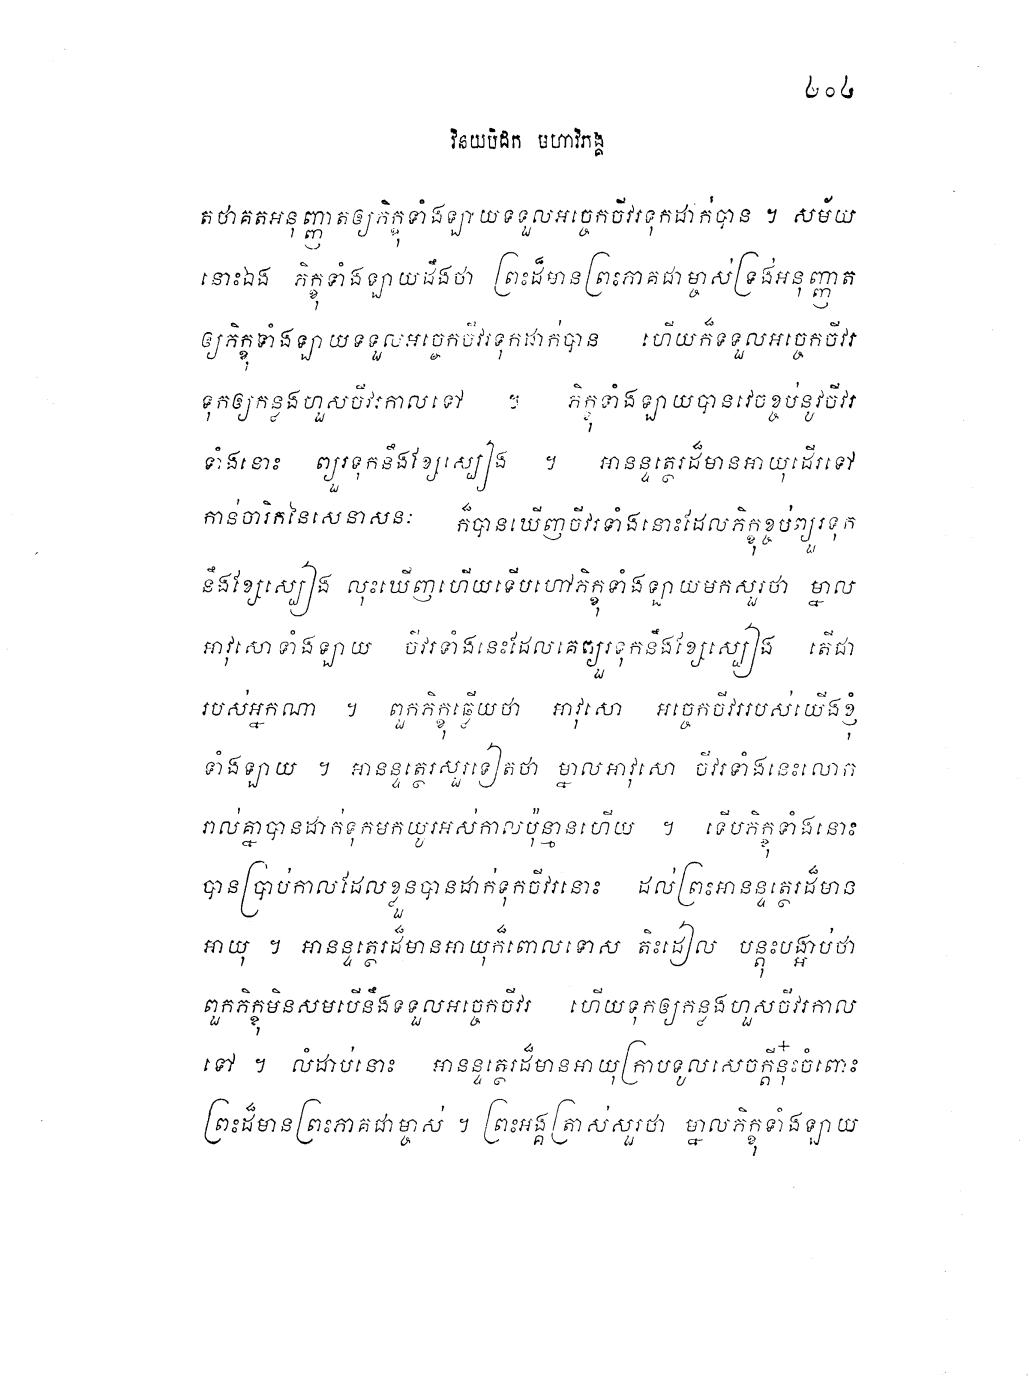 ៤០៤
វិនយបិដក មហាវិភង្គ
តថាគតអនុញ្ញាតឲ្យភិក្ខុទាំងឡាយទទួលអច្ចេកចីវរទុកដាក់បាន ។ សម័យ
នោះឯង ភិក្ខុទាំងឡាយដឹងថា ព្រះដ៏មានព្រះភាគជាម្ចាស់ទ្រង់អនុញ្ញាត
ឲ្យភិក្ខុទាំងឡាយទទួលអច្ចេកចីវរទុកដាក់បាន ហើយក៏ទទួលអច្ចេកចីវរ
ទុកឲ្យកន្លងហួសចីវរកាលទៅ ។ ភិក្ខុទាំងឡាយបានវេចខ្ចប់នូវចីវរ
ទាំងនោះ ព្យួរទុកនឹងខ្សែស្បៀង ។ អានន្ទត្ថេរដ៏មានអាយុដើរទៅ
កាន់ចារិកនៃសេនាសនៈ ក៏បានឃើញចីវរទាំងនោះដែលភិក្ខុខ្ចប់ព្យួរទុក
នឹងខ្សែស្បៀង លុះឃើញហើយទើបហៅភិក្ខុទាំងឡាយមកសួរថា ម្នាល
អាវុសោទាំងឡាយ ចីវរទាំងនេះដែលគេព្យួរទុកនឹងខ្សែស្បៀង តើជា
របស់អ្នកណា ។ ពួកភិក្ខុឆ្លើយថា អាវុសោ អច្ចេកចីវររបស់យើងខ្ញុំ
ទាំងឡាយ ។ អានន្ទត្ថេរសួរទៀតថា ម្នាលអាវុសោ ចីវរទាំងនេះលោក
រាល់គ្នាបានដាក់ទុកមកយូរអស់កាលប៉ុន្មានហើយ ។ ទើបភិក្ខុទាំងនោះ
បានប្រាប់កាលដែលខ្លួនបានដាក់ទុកចីវរនោះ ដល់ព្រះអានន្ទត្ថេរដ៏មាន
អាយុ ។ អានន្ទត្ថេរដ៏មានអាយុក៏ពោលទោស តិះដៀល បន្តុះបង្អាប់ថា
ពួកភិក្ខុមិនសមបើនឹងទទួលអច្ចេកចីវរ ហើយទុកឲ្យកន្លងហួសចីវរកាល
ទៅ ។ លំដាប់នោះ អានន្ទត្ថេរដ៏មានអាយុក្រាបទូលសេចក្តីនុ៎ះចំពោះ
ព្រះដ៏មានព្រះភាគជាម្ចាស់ ។ ព្រះអង្គត្រាស់សួរថា ម្នាលភិក្ខុទាំងឡាយ